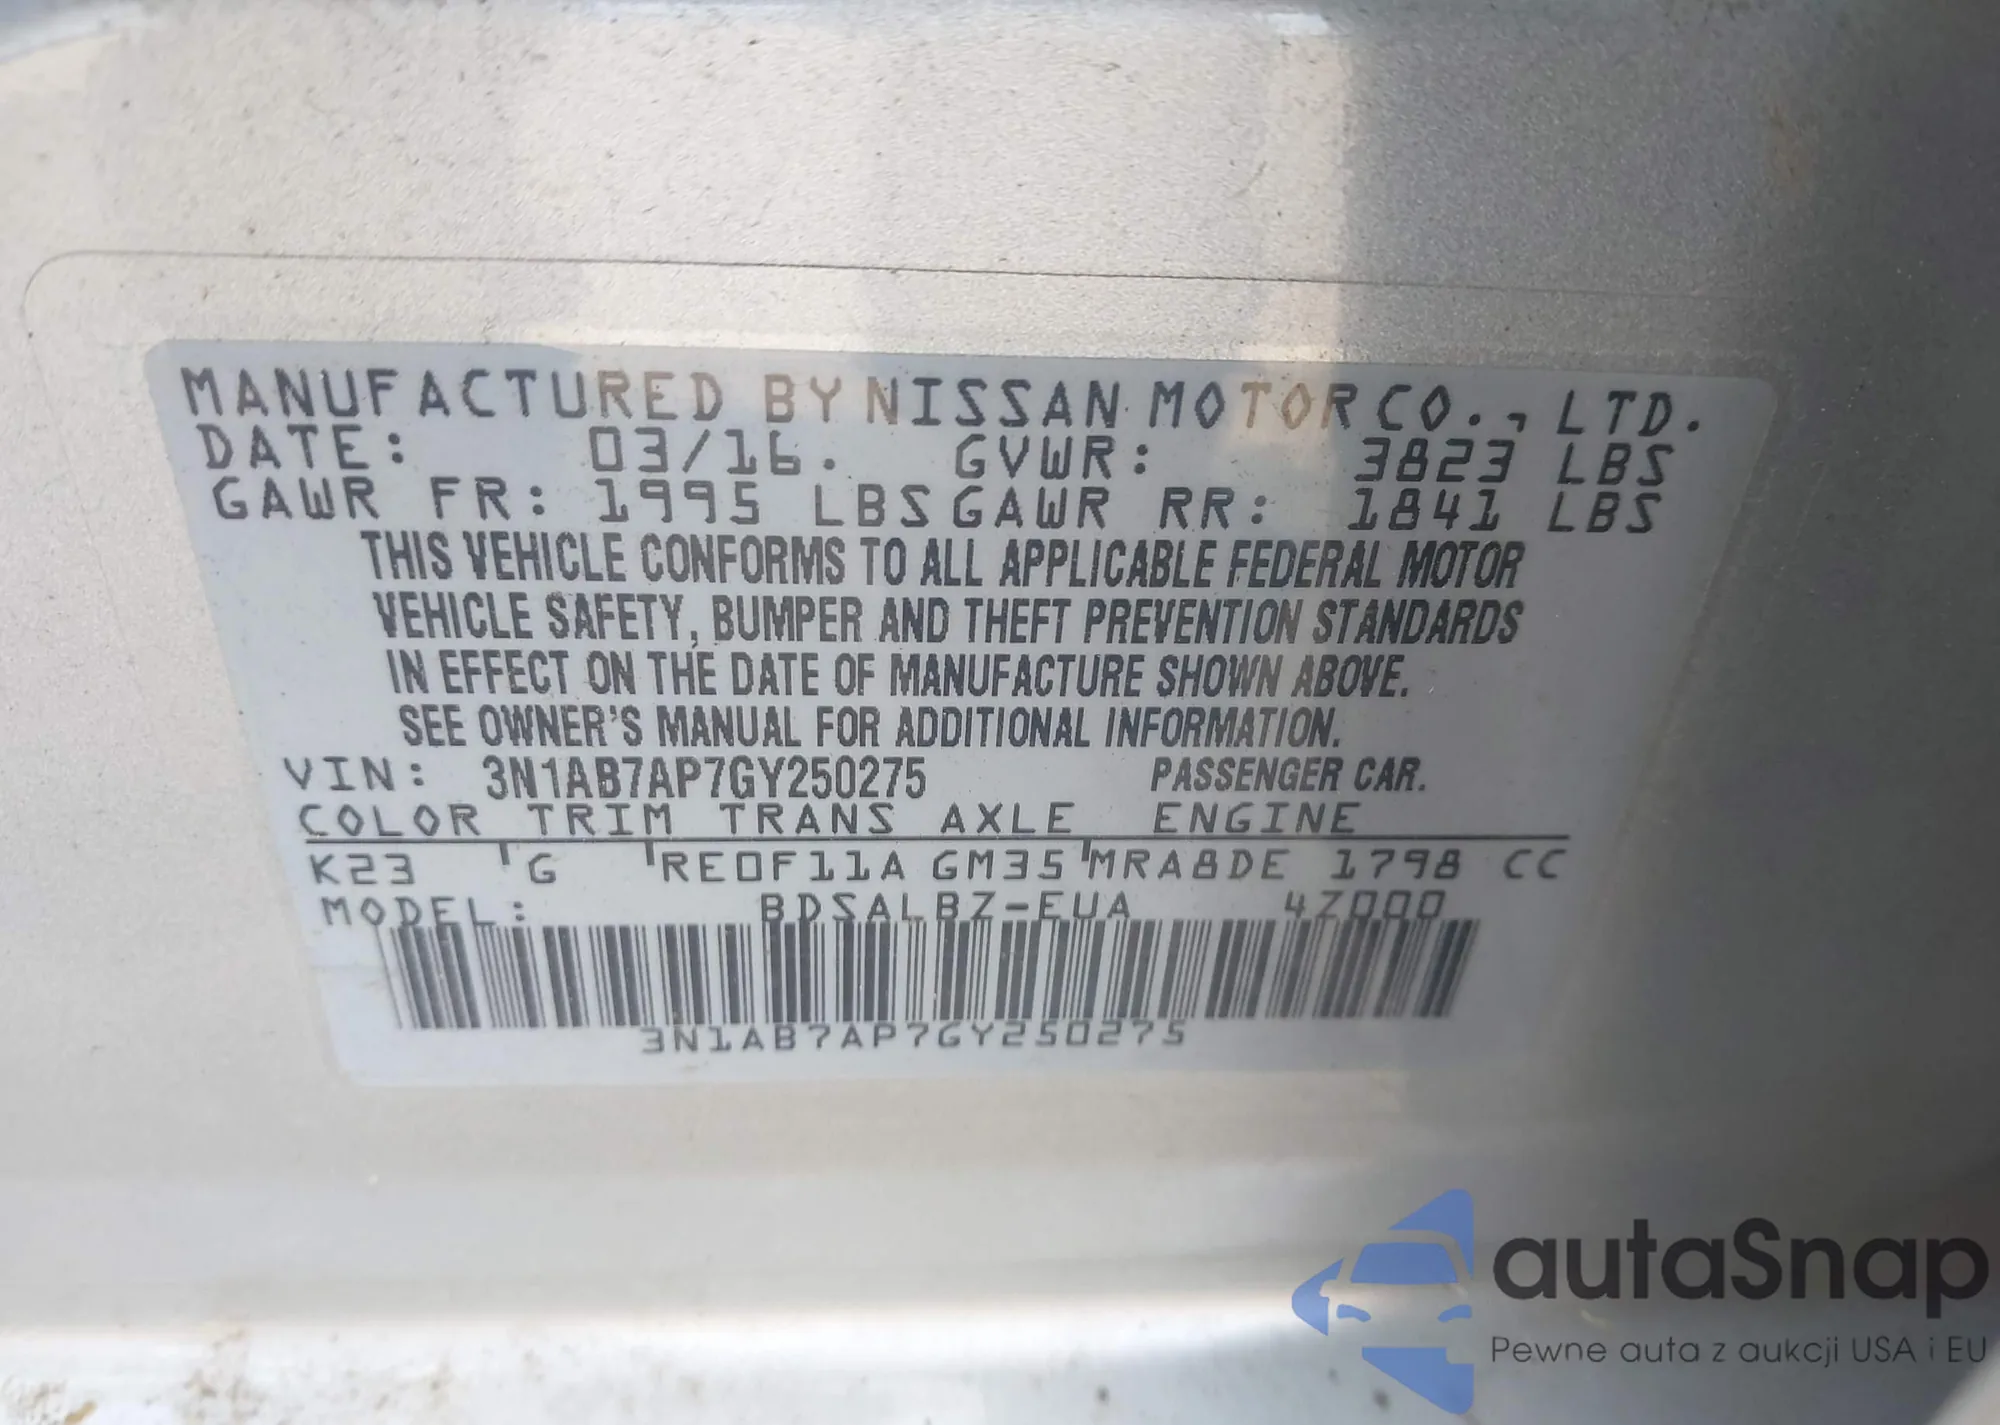 MANUFACTURED BY NISSAN MOTOR CO., LTD.
DATE: 03/16. GVWR: 3823 LBS
GAWR FR: 1995 LBS GAWR RR: 1841 LBS
THIS VEHICLE CONFORMS TO ALL APPLICABLE FEDERAL MOTOR
VEHICLE SAFETY, BUMPER AND THEFT PREVENTION STANDARDS
IN EFFECT ON THE DATE OF MANUFACTURE SHOWN ABOVE.
SEE OWNER'S MANUAL FOR ADDITIONAL INFORMATION.
VIN: 3N1AB7AP7GY250275 PASSENGER CAR.
COLOR TRIM TRANS AXLE ENGINE
K23 G RE0F11A GM35 MRA8DE 1798 CC
MODEL: BDSALBZ-EUA 4Z000
3N1AB7AP7GY250275
autaSnap
Pewne auta z aukcji USA i EU